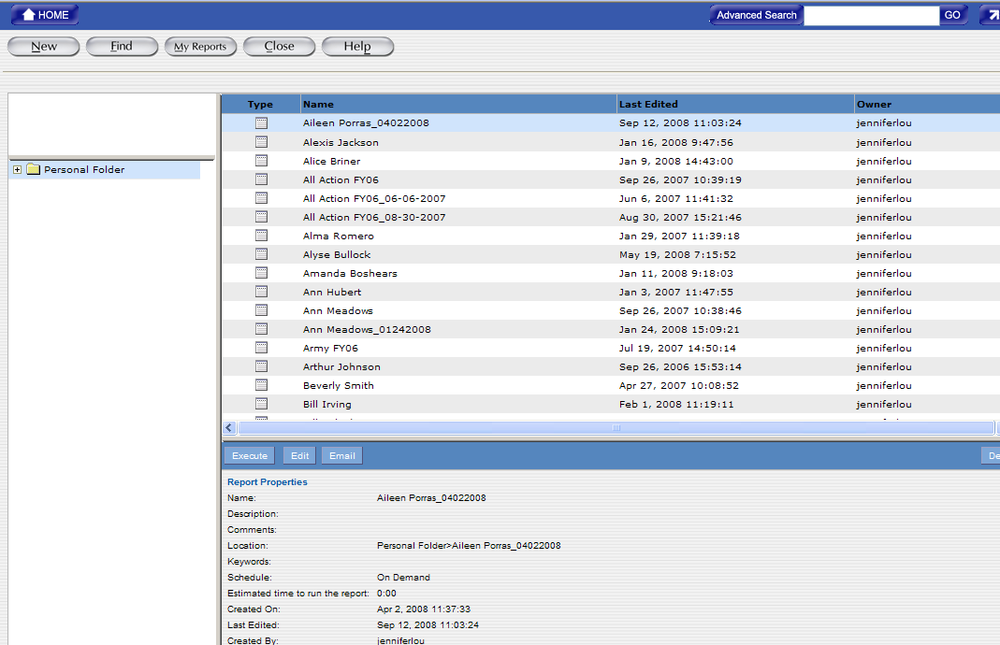 HOME Advanced Search GO
New Find My Reports Close Help
Personal Folder
Type Name Last Edited Owner
Aileen Porras_04022008 Sep 12, 2008 11:03:24 jenniferlou
Alexis Jackson Jan 16, 2008 9:47:56 jenniferlou
Alice Briner Jan 9, 2008 14:43:00 jenniferlou
All Action FY06 Sep 26, 2007 10:39:19 jenniferlou
All Action FY06_06-06-2007 Jun 6, 2007 11:41:32 jenniferlou
All Action FY06_08-30-2007 Aug 30, 2007 15:21:46 jenniferlou
Alma Romero Jan 29, 2007 11:39:18 jenniferlou
Alyse Bullock May 19, 2008 7:15:52 jenniferlou
Amanda Boshears Jan 11, 2008 9:18:03 jenniferlou
Ann Hubert Jan 3, 2007 11:47:55 jenniferlou
Ann Meadows Sep 26, 2007 10:38:46 jenniferlou
Ann Meadows_01242008 Jan 24, 2008 15:09:21 jenniferlou
Army FY06 Jul 19, 2007 14:50:14 jenniferlou
Arthur Johnson Sep 26, 2006 15:53:14 jenniferlou
Beverly Smith Apr 27, 2007 10:08:52 jenniferlou
Bill Irving Feb 1, 2008 11:19:11 jenniferlou
Execute Edit Email De
Report Properties
Name: Aileen Porras_04022008
Description:
Comments:
Location: Personal Folder>Aileen Porras_04022008
Keywords:
Schedule: On Demand
Estimated time to run the report: 0:00
Created On: Apr 2, 2008 11:37:33
Last Edited: Sep 12, 2008 11:03:24
Created By: jenniferlou